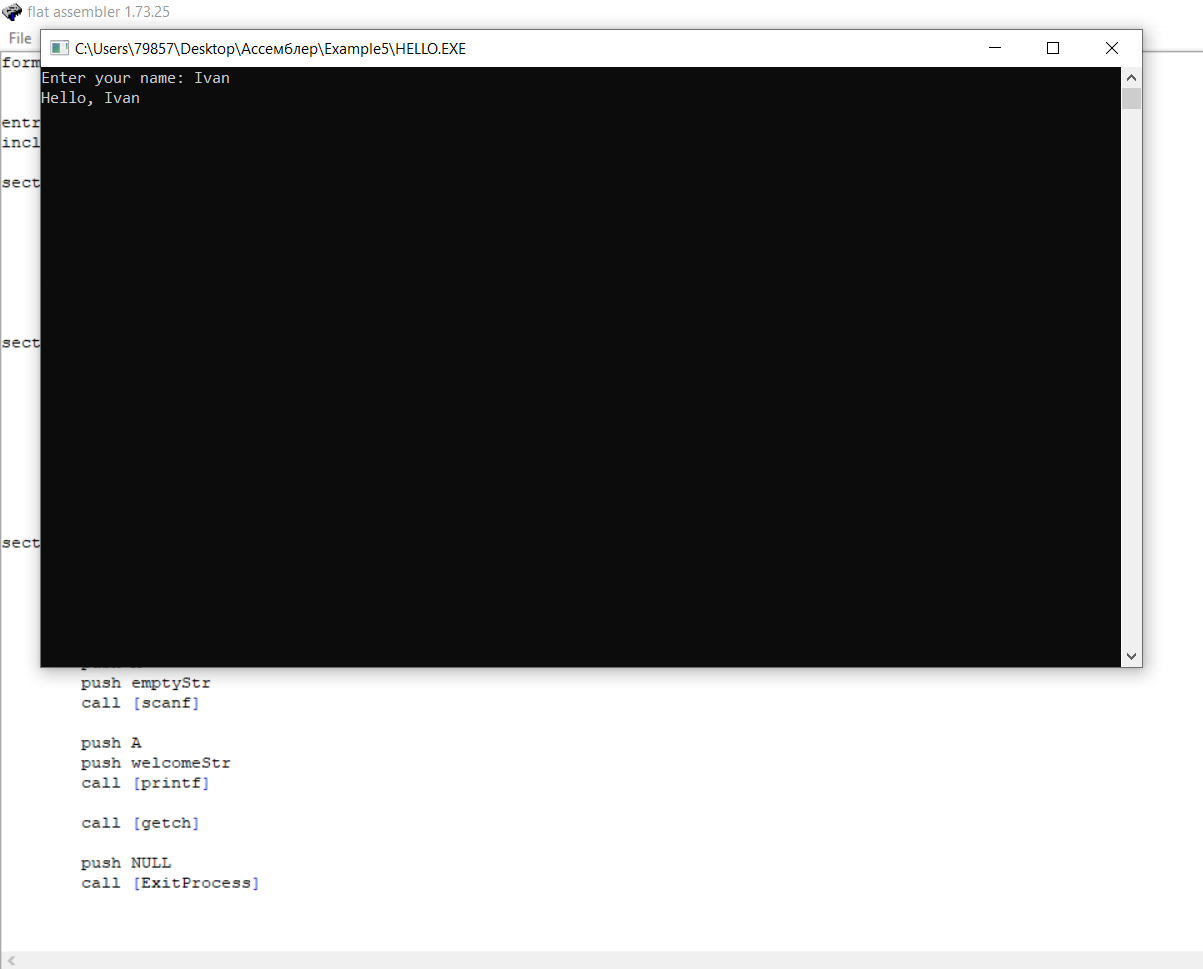 flat assembler 1.73.25
File
C:\Users\79857\Desktop\Ассемблер\Example5\HELLO.EXE
form
Enter your name: Ivan
Hello, Ivan
entr
incl
sect
sect
sect
push emptyStr
call [scanf]
push A
push welcomeStr
call [printf]
call [getch]
push NULL
call [ExitProcess]